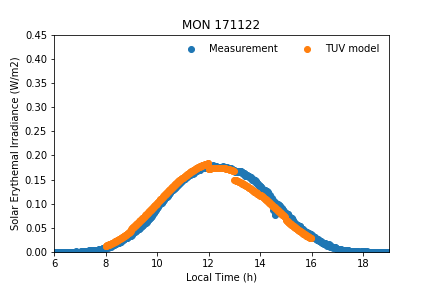 MON 171122
Measurement
TUV model
Solar Erythemal Irradiance (W/m2)
0.45
0.40
0.35
0.30
0.25
0.20
0.15
0.10
0.05
0.00
6 8 10 12 14 16 18
Local Time (h)